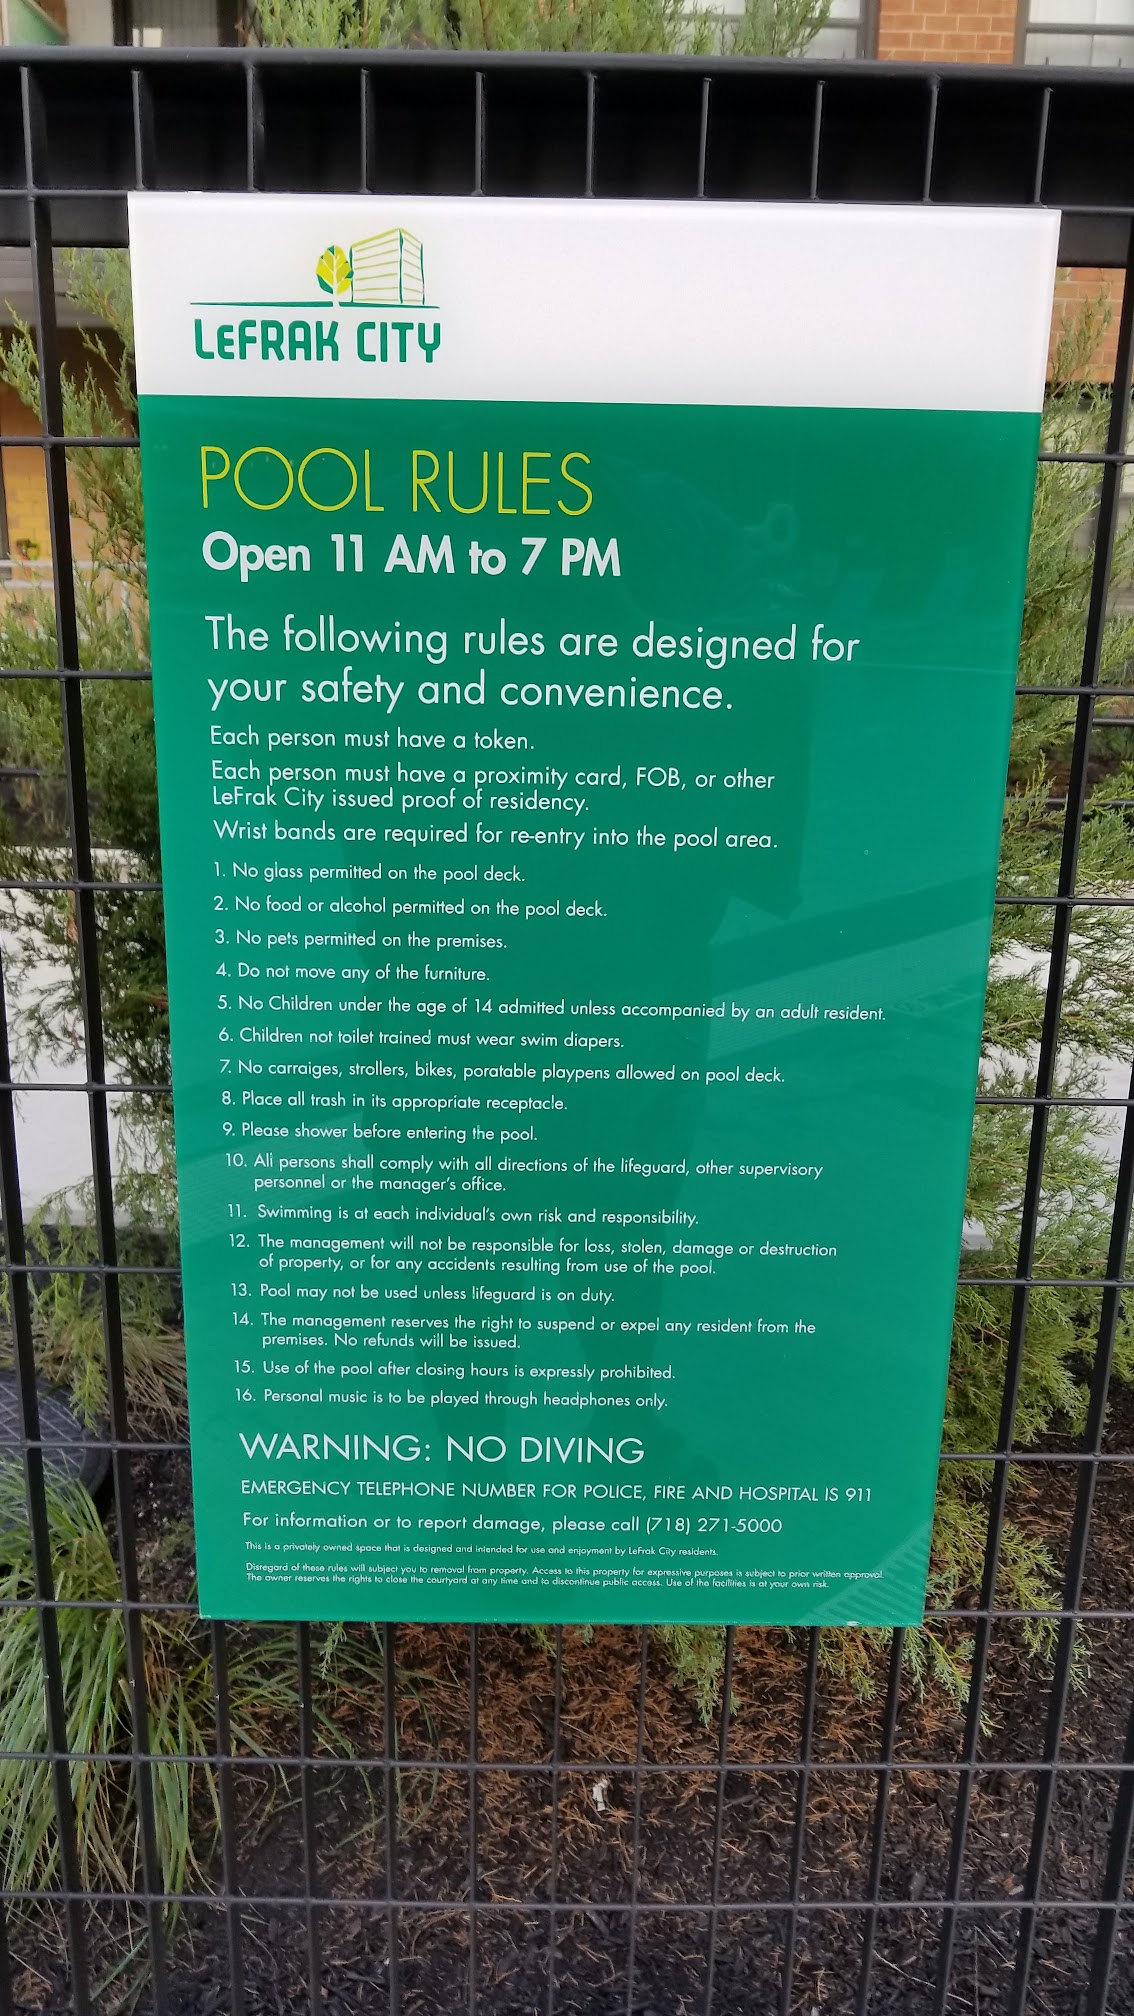 LEFRAK CITY
POOL RULES
Open 11 AM to 7 PM
The following rules are designed for
your safety and convenience.
Each person must have a token.
Each person must have a proximity card, FOB, or other
LeFrak City issued proof of residency.
Wrist bands are required for re-entry into the pool area.
1. No glass permitted on the pool deck.
2. No food or alcohol permitted on the pool deck.
3. No pets permitted on the premises.
4. Do not move any of the furniture.
5. No Children under the age of 14 admitted unless accompanied by an adult resident.
6. Children not toilet trained must wear swim diapers.
7. No carraiges, strollers, bikes, poratable playpens allowed on pool deck.
8. Place all trash in its appropriate receptacle.
9. Please shower before entering the pool.
10. All persons shall comply with all directions of the lifeguard, other supervisory
personnel or the manager's office.
11. Swimming is at each individual's own risk and responsibility.
12. The management will not be responsible for loss, stolen, damage or destruction
of property, or for any accidents resulting from use of the pool.
13. Pool may not be used unless lifeguard is on duty.
14. The management reserves the right to suspend or expel any resident from the
premises. No refunds will be issued.
15. Use of the pool after closing hours is expressly prohibited.
16. Personal music is to be played through headphones only.
WARNING: NO DIVING
EMERGENCY TELEPHONE NUMBER FOR POLICE, FIRE AND HOSPITAL IS 911
For information or to report damage, please call (718) 271-5000
This is a privately owned space that is designed and intended for use and enjoyment by LeFrak City residents.
Disregard of these rules will subject you to removal from property. Access to this property for expressive purposes is subject to prior written approval.
The owner reserves the rights to close the courtyard at any time and to discontinue public access. Use of the facilities is at your own risk.